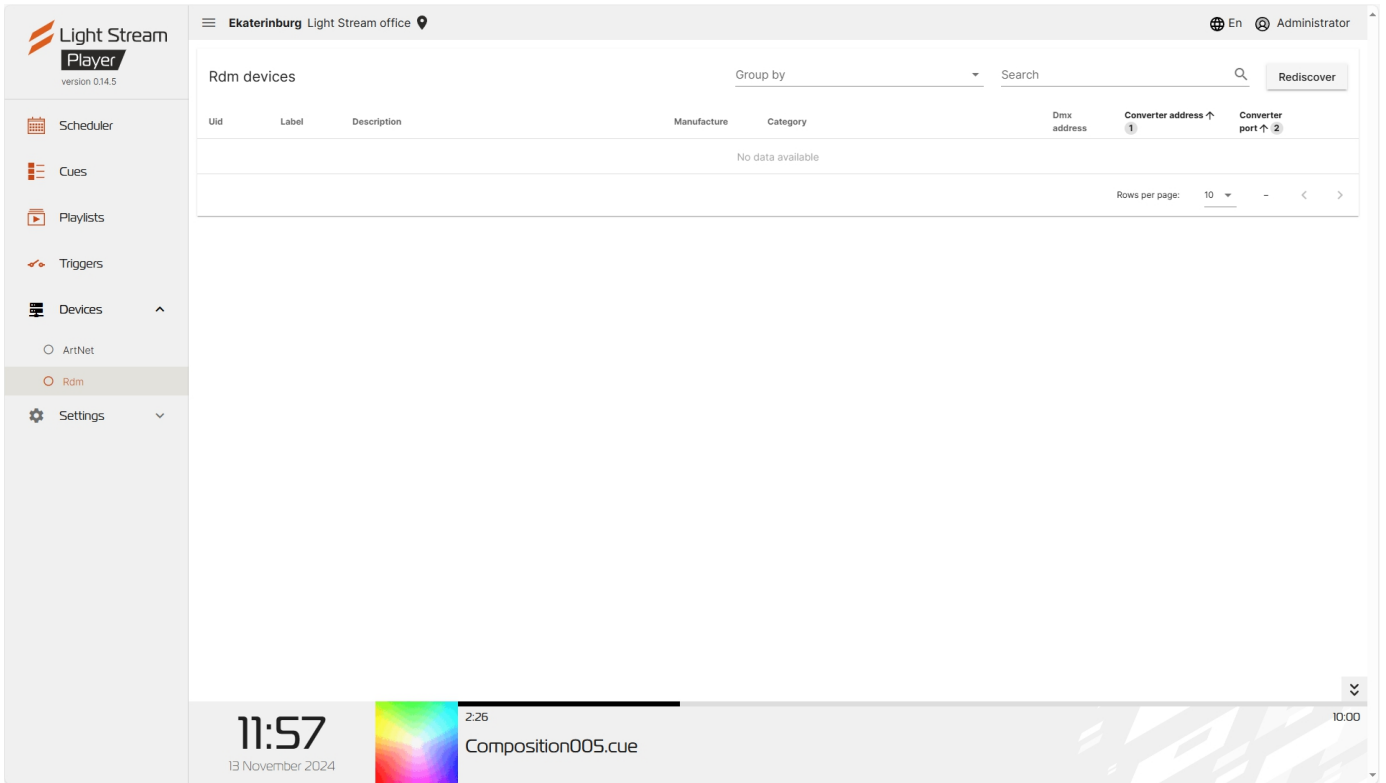 Light Stream
Player
version 0.14.5
Ekaterinburg Light Stream office
En Administrator
Scheduler
Cues
Playlists
Triggers
Devices
ArtNet
Rdm
Settings
Rdm devices
Group by
Search
Rediscover
Uid Label Description Manufacture Category Dmx address Converter address 1 Converter port 2
No data available
Rows per page: 10 –
11:57
13 November 2024
2:26
10:00
Composition005.cue